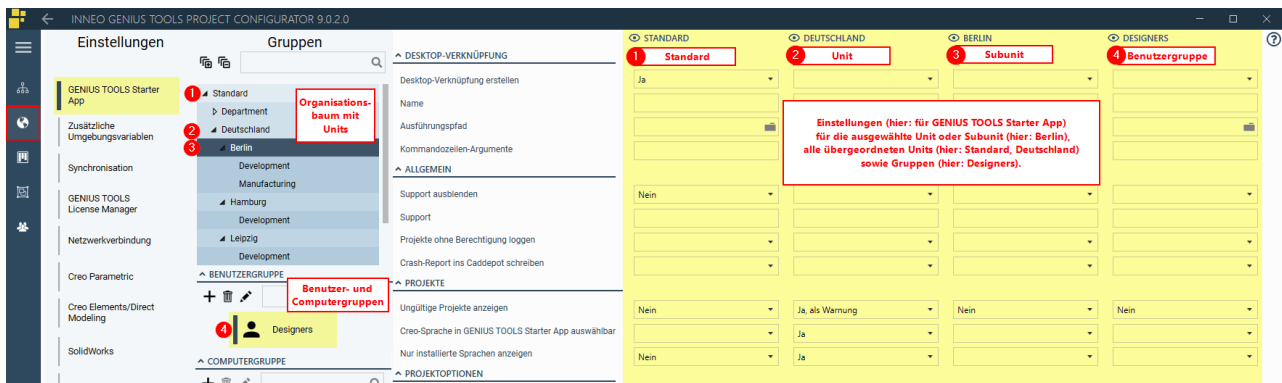 INNEO GENIUS TOOLS PROJECT CONFIGURATOR 9.0.2.0
Einstellungen
GENIUS TOOLS Starter
App
Zusätzliche
Umgebungsvariablen
Synchronisation
GENIUS TOOLS
License Manager
Netzwerkverbindung
Creo Parametric
Creo Elements/Direct
Modeling
SolidWorks
Gruppen
1 Standard
Department
2 Deutschland
3 Berlin
Development
Manufacturing
Hamburg
Development
Leipzig
Development
Organisations-
baum mit
Units
BENUTZERGRUPPE
Benutzer- und
Computergruppen
4 Designers
COMPUTERGRUPPE
DESKTOP-VERKNÜPFUNG
Desktop-Verknüpfung erstellen
Name
Ausführungspfad
Kommandozeilen-Argumente
ALLGEMEIN
Support ausblenden
Support
Projekte ohne Berechtigung loggen
Crash-Report ins Caddepot schreiben
PROJEKTE
Ungültige Projekte anzeigen
Creo-Sprache in GENIUS TOOLS Starter App auswählbar
Nur installierte Sprachen anzeigen
PROJEKTOPTIONEN
STANDARD
1 Standard
Ja
Nein
Nein
Nein
DEUTSCHLAND
2 Unit
Ja, als Warnung
Ja
Ja
BERLIN
3 Subunit
Nein
DESIGNERS
4 Benutzergruppe
Nein
Einstellungen (hier: für GENIUS TOOLS Starter App)
für die ausgewählte Unit oder Subunit (hier: Berlin),
alle übergeordneten Units (hier: Standard, Deutschland)
sowie Gruppen (hier: Designers).